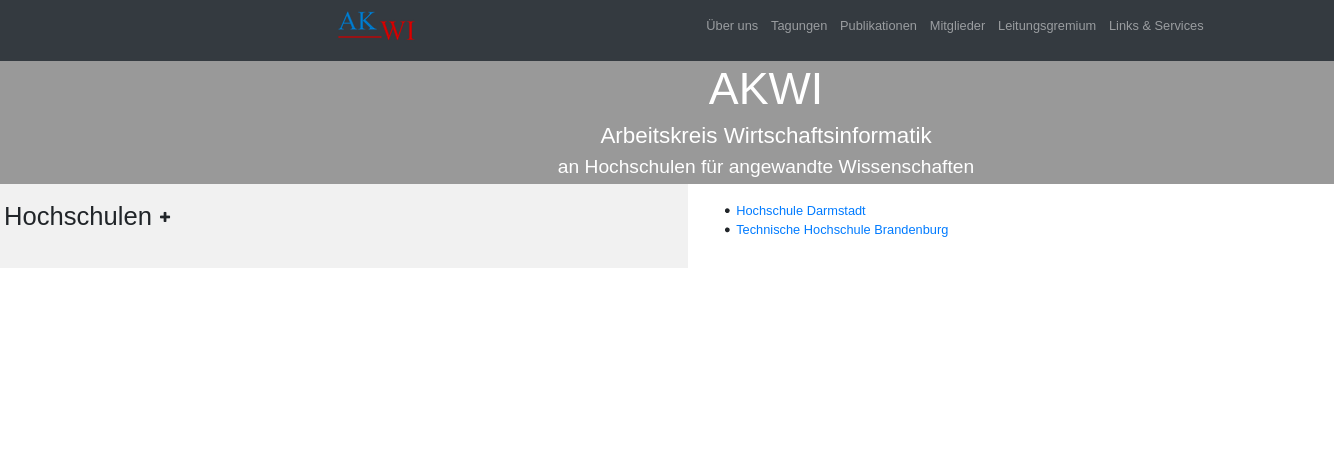 AKWI
Über uns Tagungen Publikationen Mitglieder Leitungsgremium Links & Services
AKWI
Arbeitskreis Wirtschaftsinformatik
an Hochschulen für angewandte Wissenschaften
Hochschulen +
• Hochschule Darmstadt
• Technische Hochschule Brandenburg